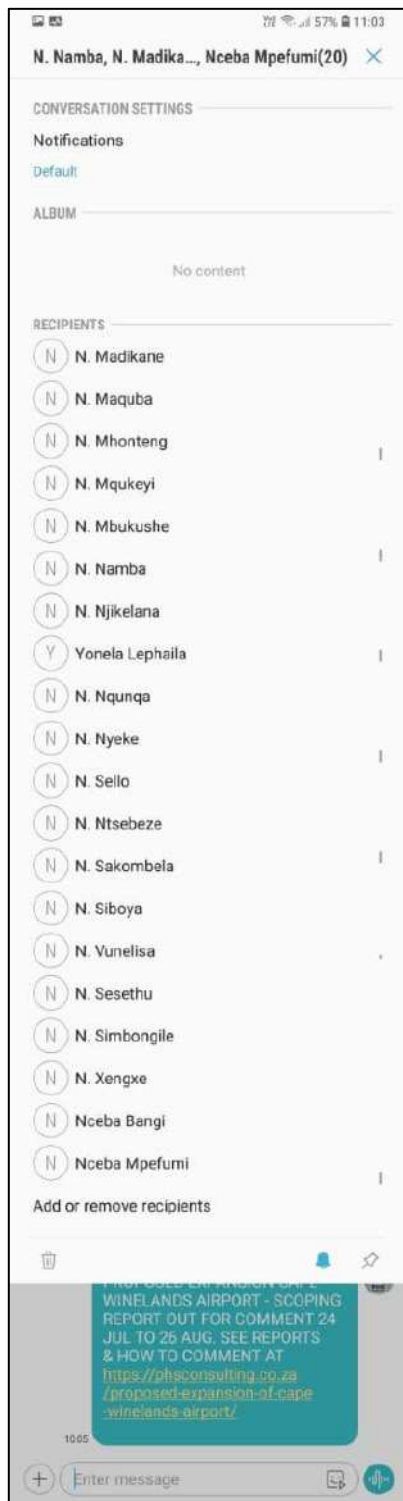 57% 11:03
N. Namba, N. Madika..., Nceba Mpefumi(20)
CONVERSATION SETTINGS
Notifications
Default
ALBUM
No content
RECIPIENTS
N N. Madikane
N N. Maquba
N N. Mhonteng
N N. Mqukeyi
N N. Mbukushe
N N. Namba
N N. Njikelana
Y Yonela Lephaila
N N. Nqunqa
N N. Nyeke
N N. Sello
N N. Ntsebeze
N N. Sakombela
N N. Siboya
N N. Vunelisa
N N. Sesethu
N N. Simbongile
N N. Xengxe
N Nceba Bangi
N Nceba Mpefumi
Add or remove recipients
PROPOSED EXPANSION CAPE
WINELANDS AIRPORT - SCOPING
REPORT OUT FOR COMMENT 24
JUL TO 26 AUG. SEE REPORTS
& HOW TO COMMENT AT
https://phsconsulting.co.za
/proposed-expansion-of-cape
-winelands-airport/
10:05
Enter message